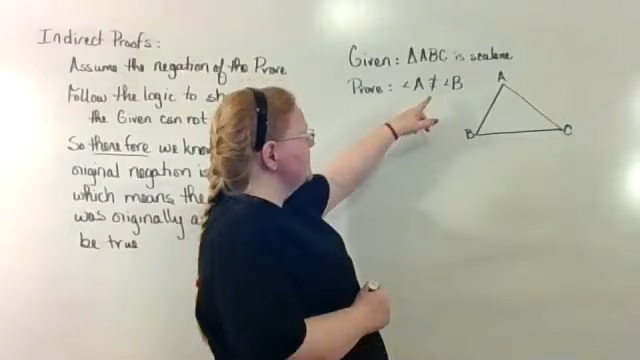 Indirect Proofs:
Assume the negation of the Prove
Follow the logic to sh
the Given can not
So therefore we know
original negation is
which means the
was originally a
be true
Given: ΔABC is scalene
Prove: ∠A ≠ ∠B
A
B
C